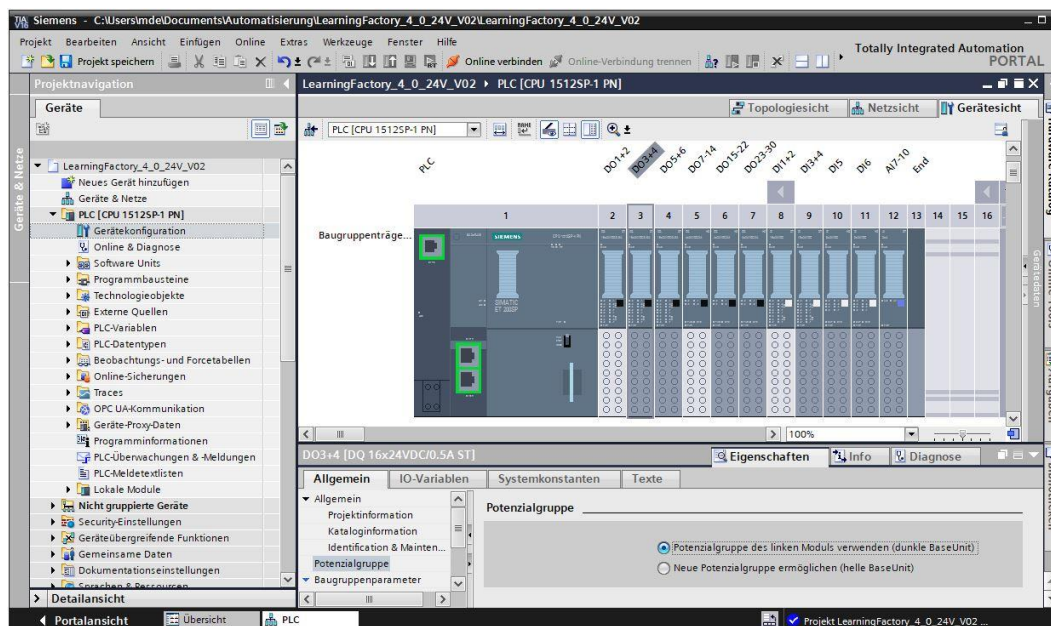 Siemens - C:\Users\mde\Documents\Automatisierung\LearningFactory_4_0_24V_V02\LearningFactory_4_0_24V_V02
Projekt Bearbeiten Ansicht Einfügen Online Extras Werkzeuge Fenster Hilfe
Totally Integrated Automation
PORTAL
Projekt speichern Online verbinden Online-Verbindung trennen
Projektnavigation
LearningFactory_4_0_24V_V02 PLC [CPU 1512SP-1 PN]
Geräte
Topologiesicht Netzsicht Gerätesicht
PLC [CPU 1512SP-1 PN]
Geräte & Netze
LearningFactory_4_0_24V_V02
Neues Gerät hinzufügen
Geräte & Netze
PLC [CPU 1512SP-1 PN]
Gerätekonfiguration
Online & Diagnose
Software Units
Programmbausteine
Technologieobjekte
Externe Quellen
PLC-Variablen
PLC-Datentypen
Beobachtungs- und Forcetabellen
Online-Sicherungen
Traces
OPC UA-Kommunikation
Geräte-Proxy-Daten
Programminformationen
PLC-Überwachungen & -Meldungen
PLC-Meldetextlisten
Lokale Module
Nicht gruppierte Geräte
Security-Einstellungen
Geräteübergreifende Funktionen
Gemeinsame Daten
Dokumentationseinstellungen
Sprachen & Ressourcen
Detailansicht
PLC DO1+2 DO3+4 DO5+6 DO7-14 DO15-22 DO23-30 DI1+2 DI3+4 DI5 DI6 AI7-10 End
1 2 3 4 5 6 7 8 9 10 11 12 13 14 15 16
Baugruppenträge...
SIEMENS
SIMATIC
ET 200SP
Gerätedaten
100%
DO3+4 [DQ 16x24VDC/0.5A ST]
Eigenschaften Info Diagnose
Allgemein IO-Variablen Systemkonstanten Texte
Allgemein
Projektinformation
Kataloginformation
Identification & Mainten...
Potenzialgruppe
Baugruppenparameter
Potenzialgruppe
Potenzialgruppe des linken Moduls verwenden (dunkle BaseUnit)
Neue Potenzialgruppe ermöglichen (helle BaseUnit)
Portalansicht Übersicht PLC
Projekt LearningFactory_4_0_24V_V02 ...